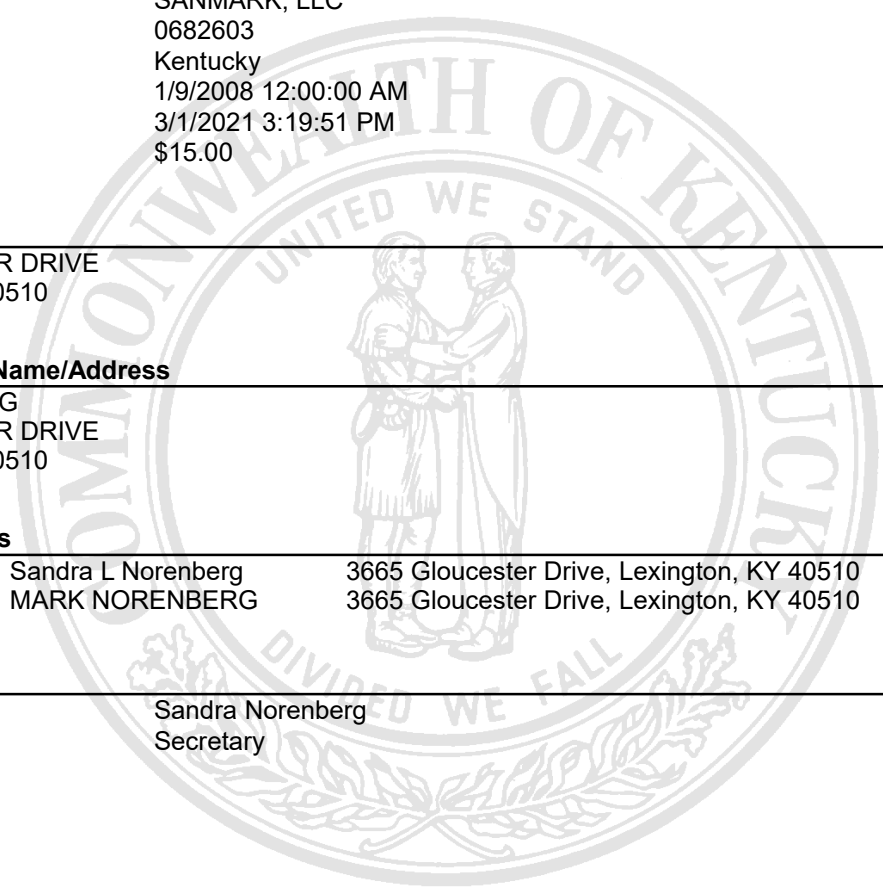 SANMARK, LLC
0682603
Kentucky
1/9/2008 12:00:00 AM
3/1/2021 3:19:51 PM
$15.00
R DRIVE
0510
Name/Address
G
R DRIVE
0510
s
Sandra L Norenberg 3665 Gloucester Drive, Lexington, KY 40510
MARK NORENBERG 3665 Gloucester Drive, Lexington, KY 40510
Sandra Norenberg
Secretary
COMMONWEALTH OF KENTUCKY
UNITED WE STAND
DIVIDED WE FALL